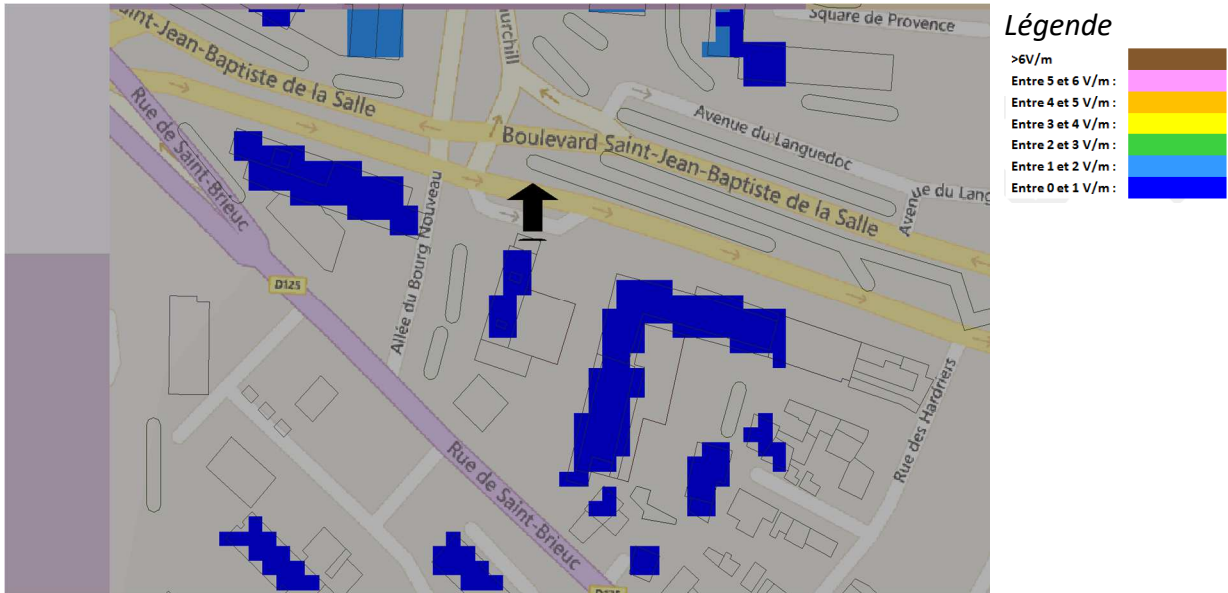 Saint-Jean-Baptiste de la Salle
Churchill
Square de Provence
Rue de Saint-Brieuc
Avenue du Languedoc
Boulevard Saint-Jean-Baptiste de la Salle
Avenue du Lang
Allée du Bourg Nouveau
D125
Rue de Saint-Brieuc
Rue des Hardriers
D125
Légende
>6V/m
Entre 5 et 6 V/m :
Entre 4 et 5 V/m :
Entre 3 et 4 V/m :
Entre 2 et 3 V/m :
Entre 1 et 2 V/m :
Entre 0 et 1 V/m :